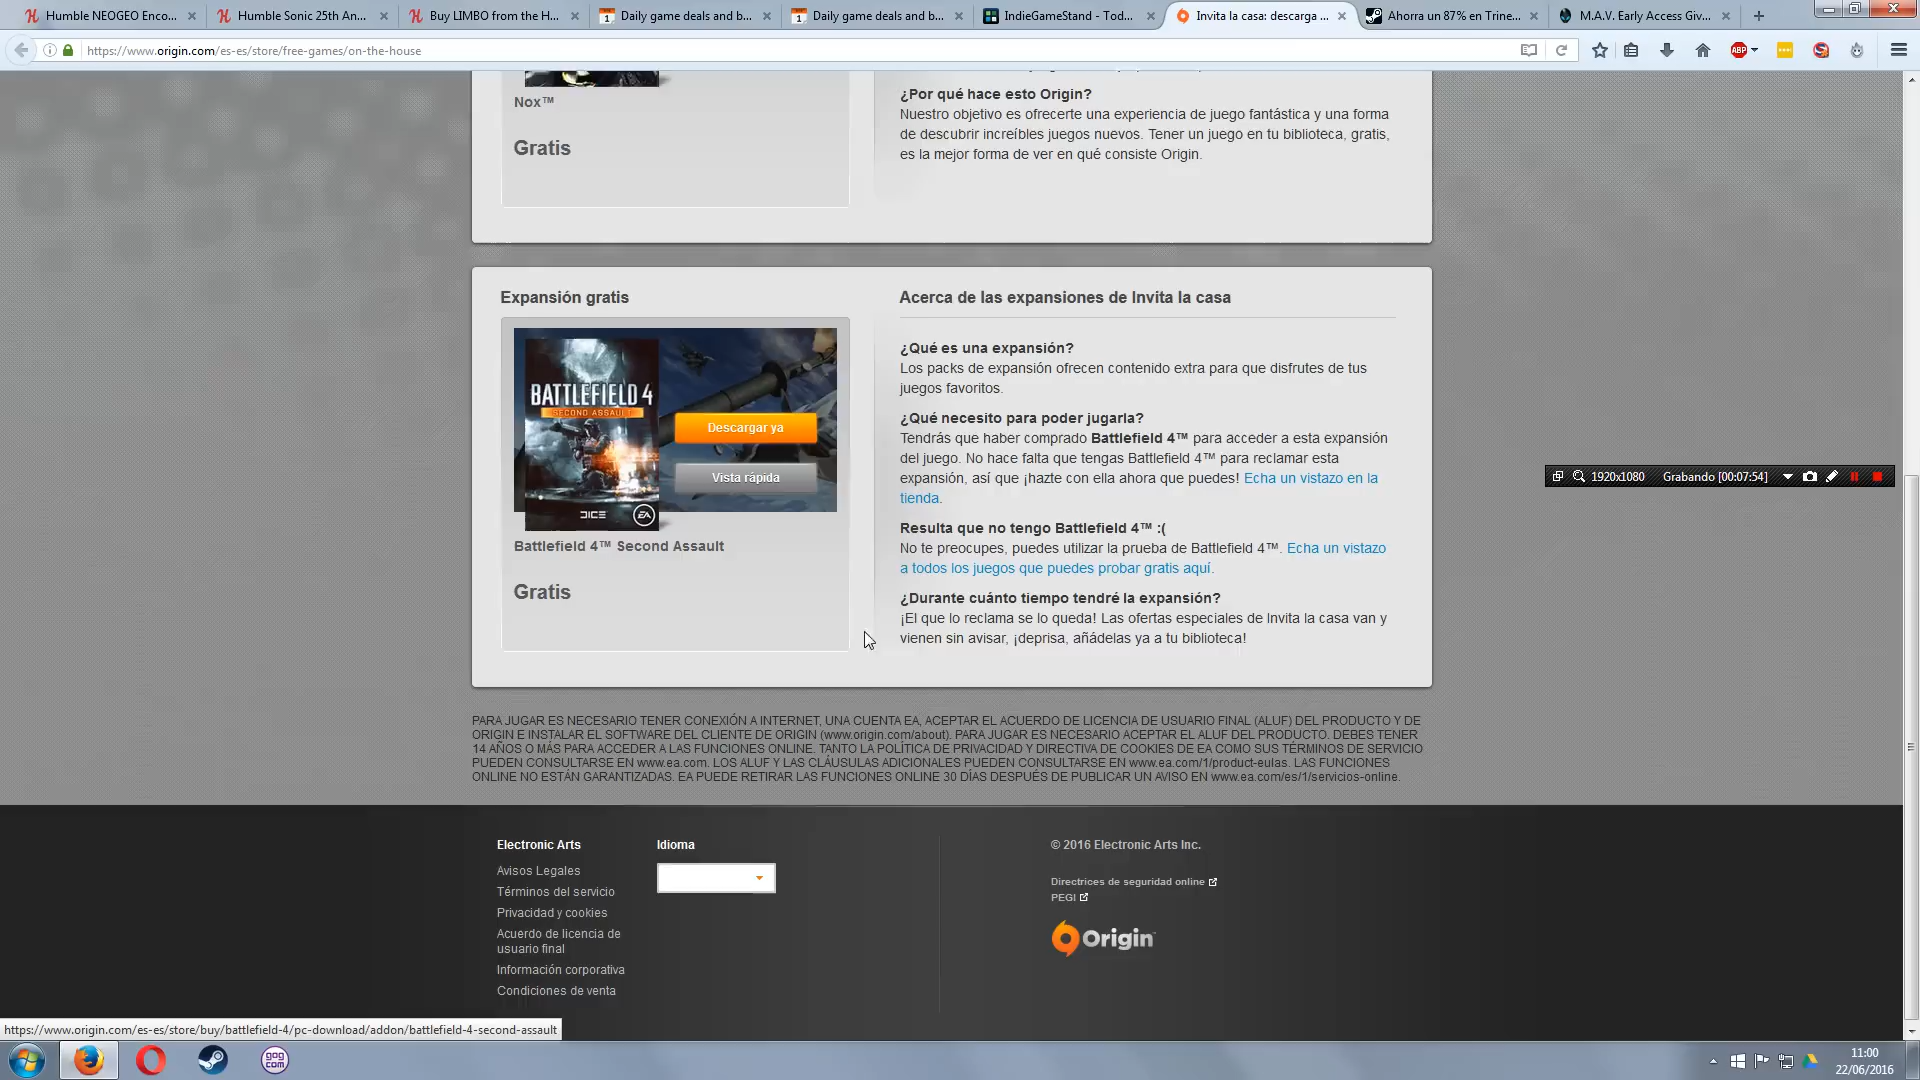 Humble NEOGEO Enco...
Humble Sonic 25th An...
Buy LIMBO from the H...
Daily game deals and b...
Daily game deals and b...
IndieGameStand - Tod...
Invita la casa: descarga ...
Ahorra un 87% en Trine...
M.A.V. Early Access Giv...
https://www.origin.com/es-es/store/free-games/on-the-house
ABP
Nox™
Gratis
¿Por qué hace esto Origin?
Nuestro objetivo es ofrecerte una experiencia de juego fantástica y una forma
de descubrir increíbles juegos nuevos. Tener un juego en tu biblioteca, gratis,
es la mejor forma de ver en qué consiste Origin.
Expansión gratis
BATTLEFIELD 4
SECOND ASSAULT
DICE
EA
Descargar ya
Vista rápida
Battlefield 4™ Second Assault
Gratis
Acerca de las expansiones de Invita la casa
¿Qué es una expansión?
Los packs de expansión ofrecen contenido extra para que disfrutes de tus
juegos favoritos.
¿Qué necesito para poder jugarla?
Tendrás que haber comprado Battlefield 4™ para acceder a esta expansión
del juego. No hace falta que tengas Battlefield 4™ para reclamar esta
expansión, así que ¡hazte con ella ahora que puedes! Echa un vistazo en la
tienda.
Resulta que no tengo Battlefield 4™ :(
No te preocupes, puedes utilizar la prueba de Battlefield 4™. Echa un vistazo
a todos los juegos que puedes probar gratis aquí.
¿Durante cuánto tiempo tendré la expansión?
¡El que lo reclama se lo queda! Las ofertas especiales de Invita la casa van y
vienen sin avisar, ¡deprisa, añádelas ya a tu biblioteca!
1920x1080
Grabando [00:07:54]
PARA JUGAR ES NECESARIO TENER CONEXIÓN A INTERNET, UNA CUENTA EA, ACEPTAR EL ACUERDO DE LICENCIA DE USUARIO FINAL (ALUF) DEL PRODUCTO Y DE
ORIGIN E INSTALAR EL SOFTWARE DEL CLIENTE DE ORIGIN (www.origin.com/about). PARA JUGAR ES NECESARIO ACEPTAR EL ALUF DEL PRODUCTO. DEBES TENER
14 AÑOS O MÁS PARA ACCEDER A LAS FUNCIONES ONLINE. TANTO LA POLÍTICA DE PRIVACIDAD Y DIRECTIVA DE COOKIES DE EA COMO SUS TÉRMINOS DE SERVICIO
PUEDEN CONSULTARSE EN www.ea.com. LOS ALUF Y LAS CLÁUSULAS ADICIONALES PUEDEN CONSULTARSE EN www.ea.com/1/product-eulas. LAS FUNCIONES
ONLINE NO ESTÁN GARANTIZADAS. EA PUEDE RETIRAR LAS FUNCIONES ONLINE 30 DÍAS DESPUÉS DE PUBLICAR UN AVISO EN www.ea.com/es/1/servicios-online.
Electronic Arts
Avisos Legales
Términos del servicio
Privacidad y cookies
Acuerdo de licencia de
usuario final
Información corporativa
Condiciones de venta
Idioma
© 2016 Electronic Arts Inc.
Directrices de seguridad online
PEGI
Origin
https://www.origin.com/es-es/store/buy/battlefield-4/pc-download/addon/battlefield-4-second-assault
gog
com
11:00
22/06/2016